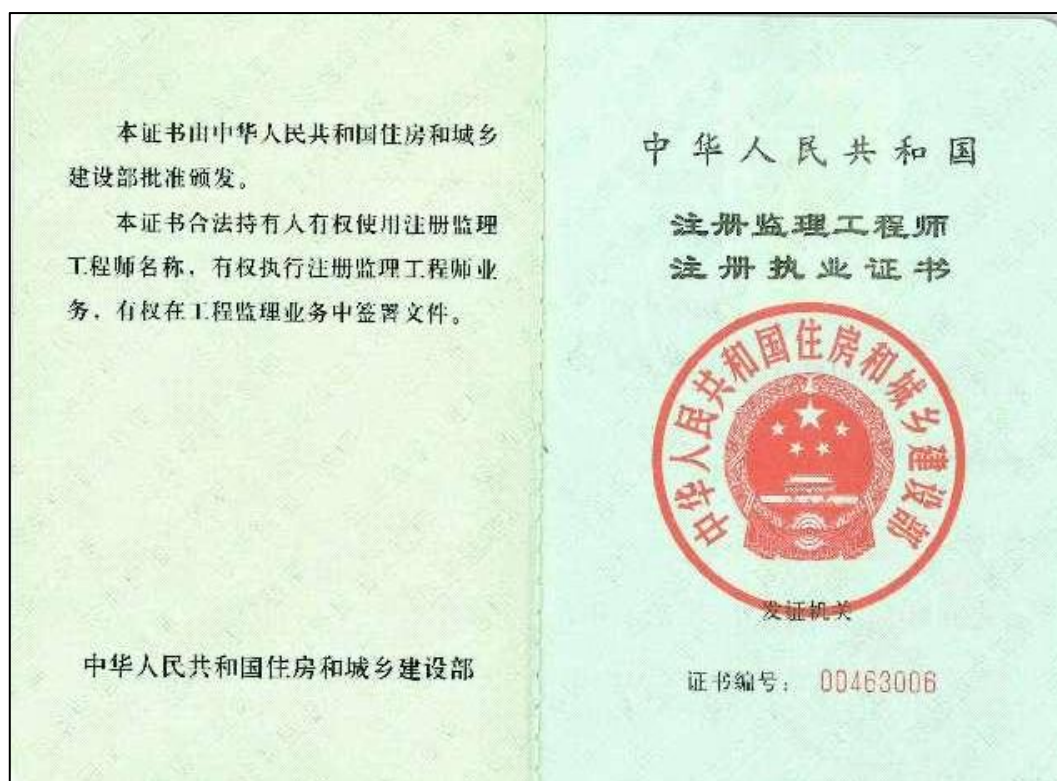 本证书由中华人民共和国住房和城乡
建设部批准颁发。
本证书合法持有人有权使用注册监理
工程师名称、有权执行注册监理工程师业
务、有权在工程监理业务中签署文件。
中华人民共和国住房和城乡建设部
中华人民共和国
注册监理工程师
注册执业证书
中华人民共和国住房和城乡建设部
发证机关
证书编号： 00463006